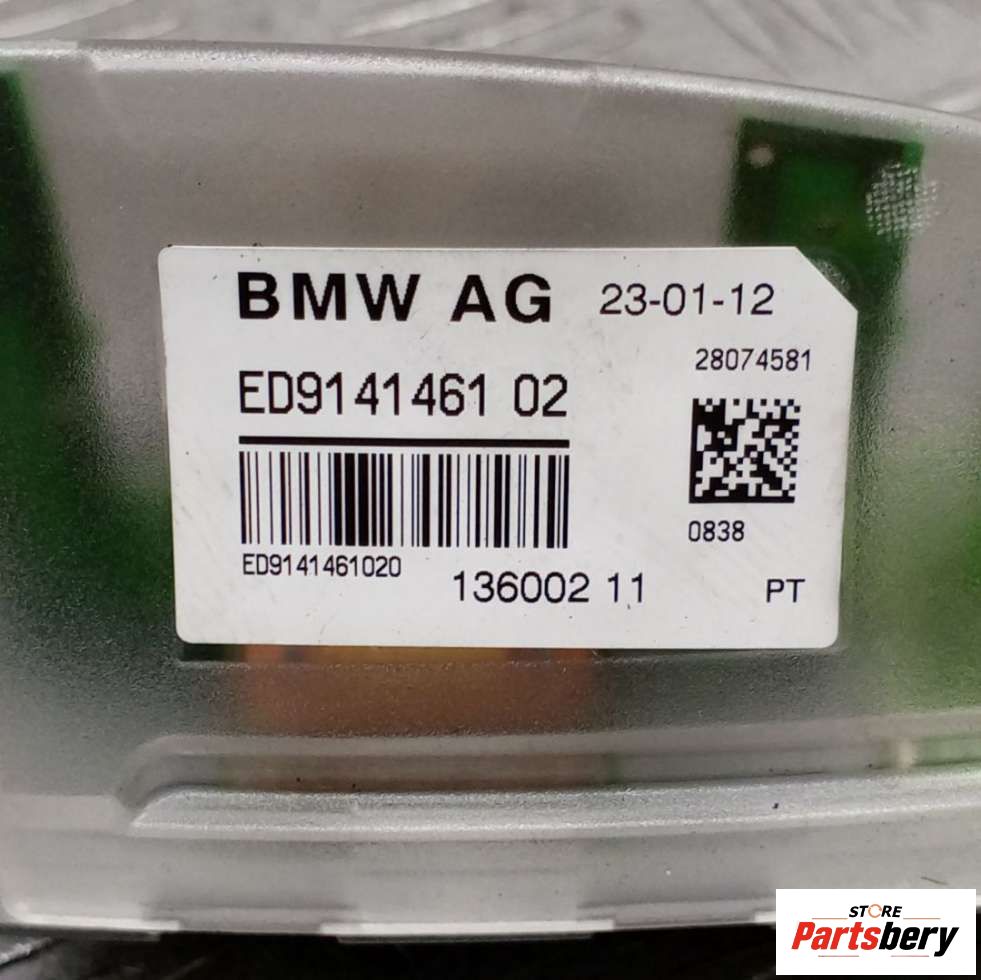 BMW AG 23-01-12
28074581
ED9141461 02
0838
ED9141461020
136002 11
PT
STORE
Partsbery